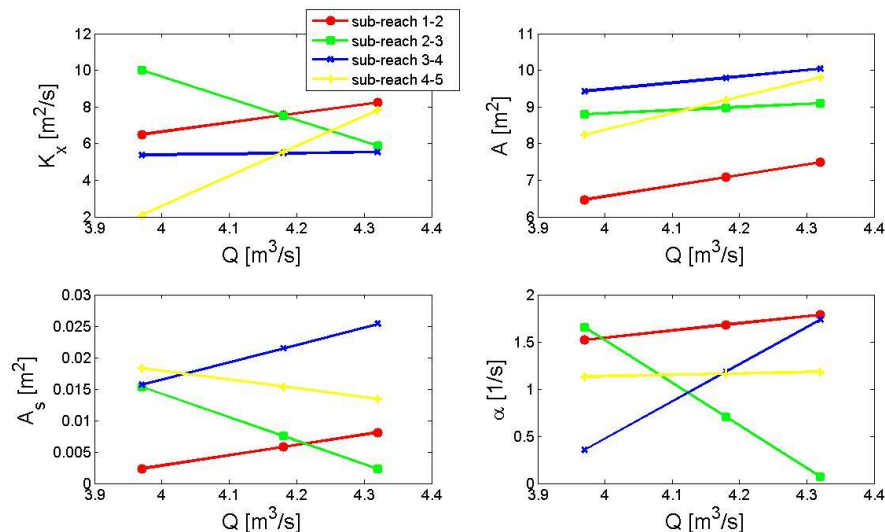 sub-reach 1-2
sub-reach 2-3
sub-reach 3-4
sub-reach 4-5
12
10
8
6
4
2
K_x [m²/s]
3.9 4 4.1 4.2 4.3 4.4
Q [m³/s]
11
10
9
8
7
6
A [m²]
3.9 4 4.1 4.2 4.3 4.4
Q [m³/s]
0.03
0.025
0.02
0.015
0.01
0.005
0
A_s [m²]
3.9 4 4.1 4.2 4.3 4.4
Q [m³/s]
2
1.5
1
0.5
0
α [1/s]
3.9 4 4.1 4.2 4.3 4.4
Q [m³/s]